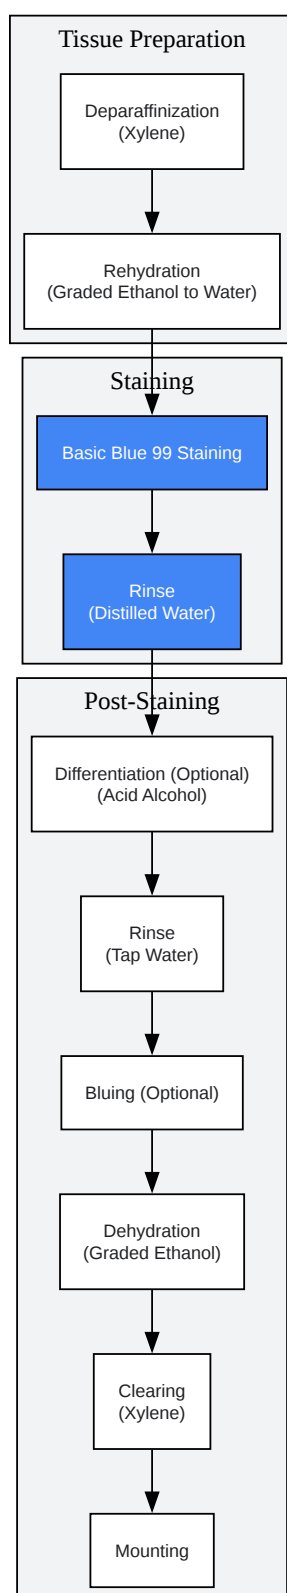 Tissue Preparation
Deparaffinization
(Xylene)
Rehydration
(Graded Ethanol to Water)
Staining
Basic Blue 99 Staining
Rinse
(Distilled Water)
Post-Staining
Differentiation (Optional)
(Acid Alcohol)
Rinse
(Tap Water)
Bluing (Optional)
Dehydration
(Graded Ethanol)
Clearing
(Xylene)
Mounting